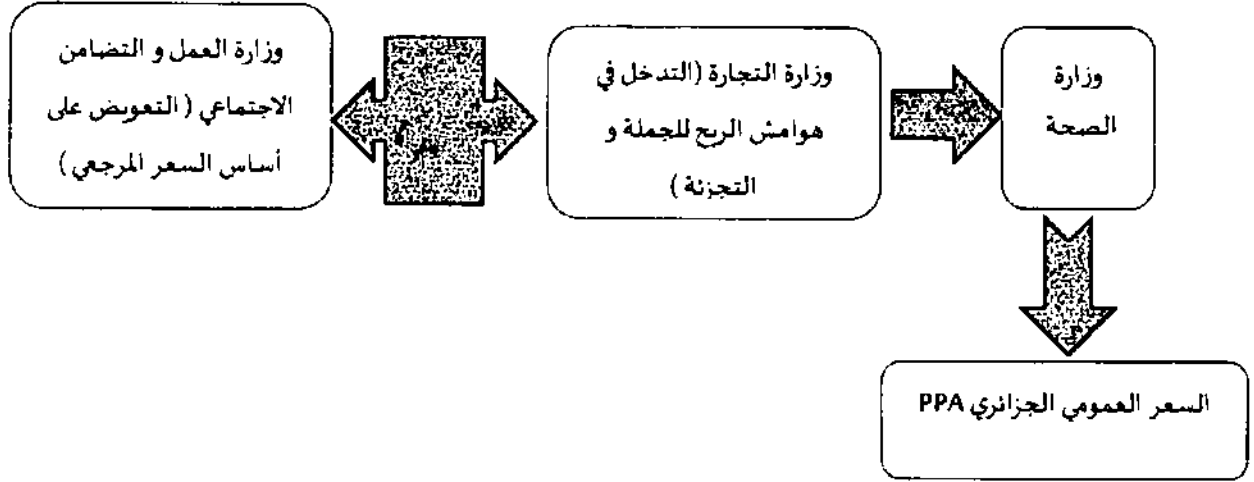 وزارة العمل و التضامن
الاجتماعي ( التعويض على
أساس السعر المرجعي )
وزارة التجارة (التدخل في
هوامش الربح للجملة و
التجزئة )
وزارة
الصحة
السعر العمومي الجزائري PPA